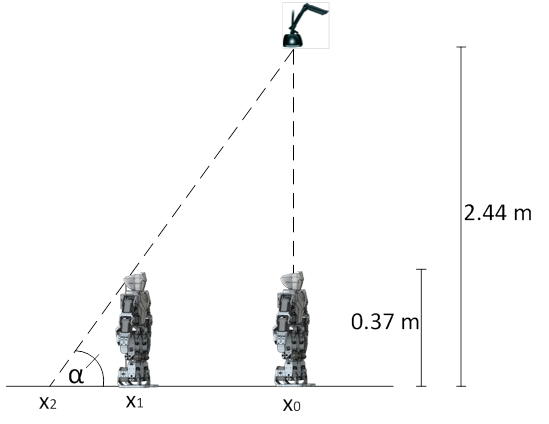 2.44 m
0.37 m
α
x₂
x₁
x₀